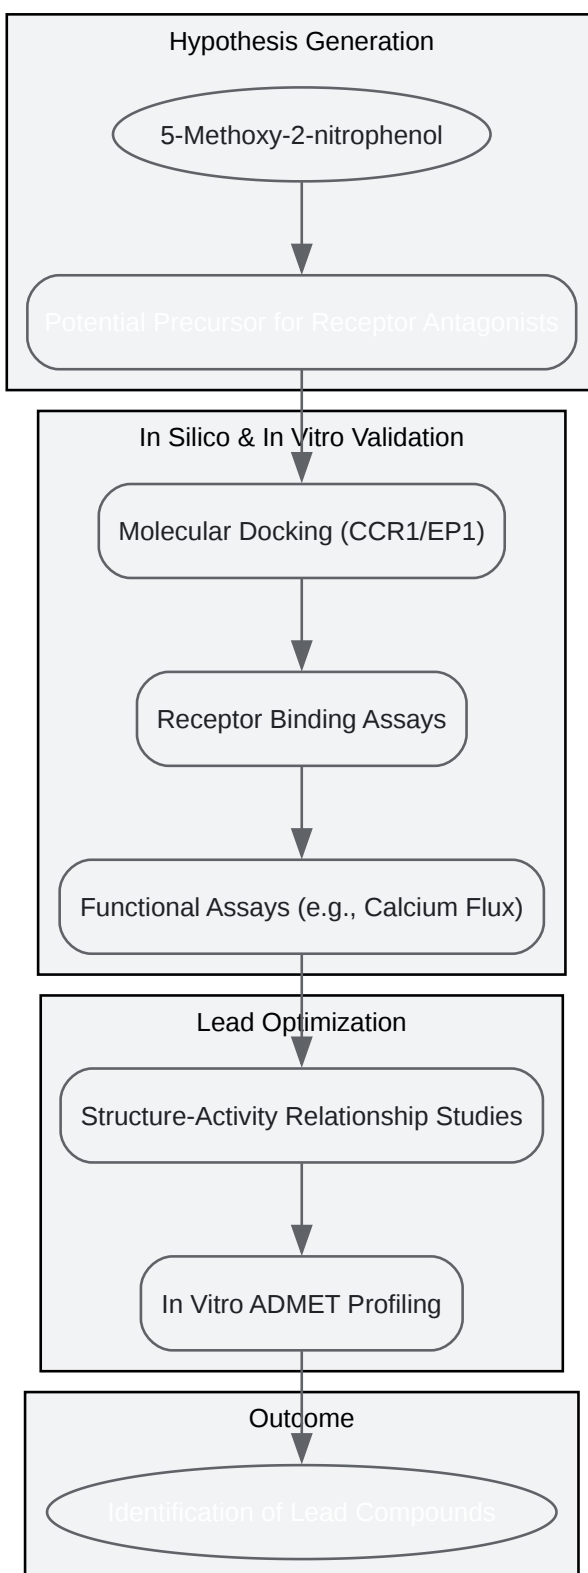 Hypothesis Generation
5-Methoxy-2-nitrophenol
Potential Precursor for Receptor Antagonists
In Silico & In Vitro Validation
Molecular Docking (CCR1/EP1)
Receptor Binding Assays
Functional Assays (e.g., Calcium Flux)
Lead Optimization
Structure-Activity Relationship Studies
In Vitro ADMET Profiling
Outcome
Identification of Lead Compounds